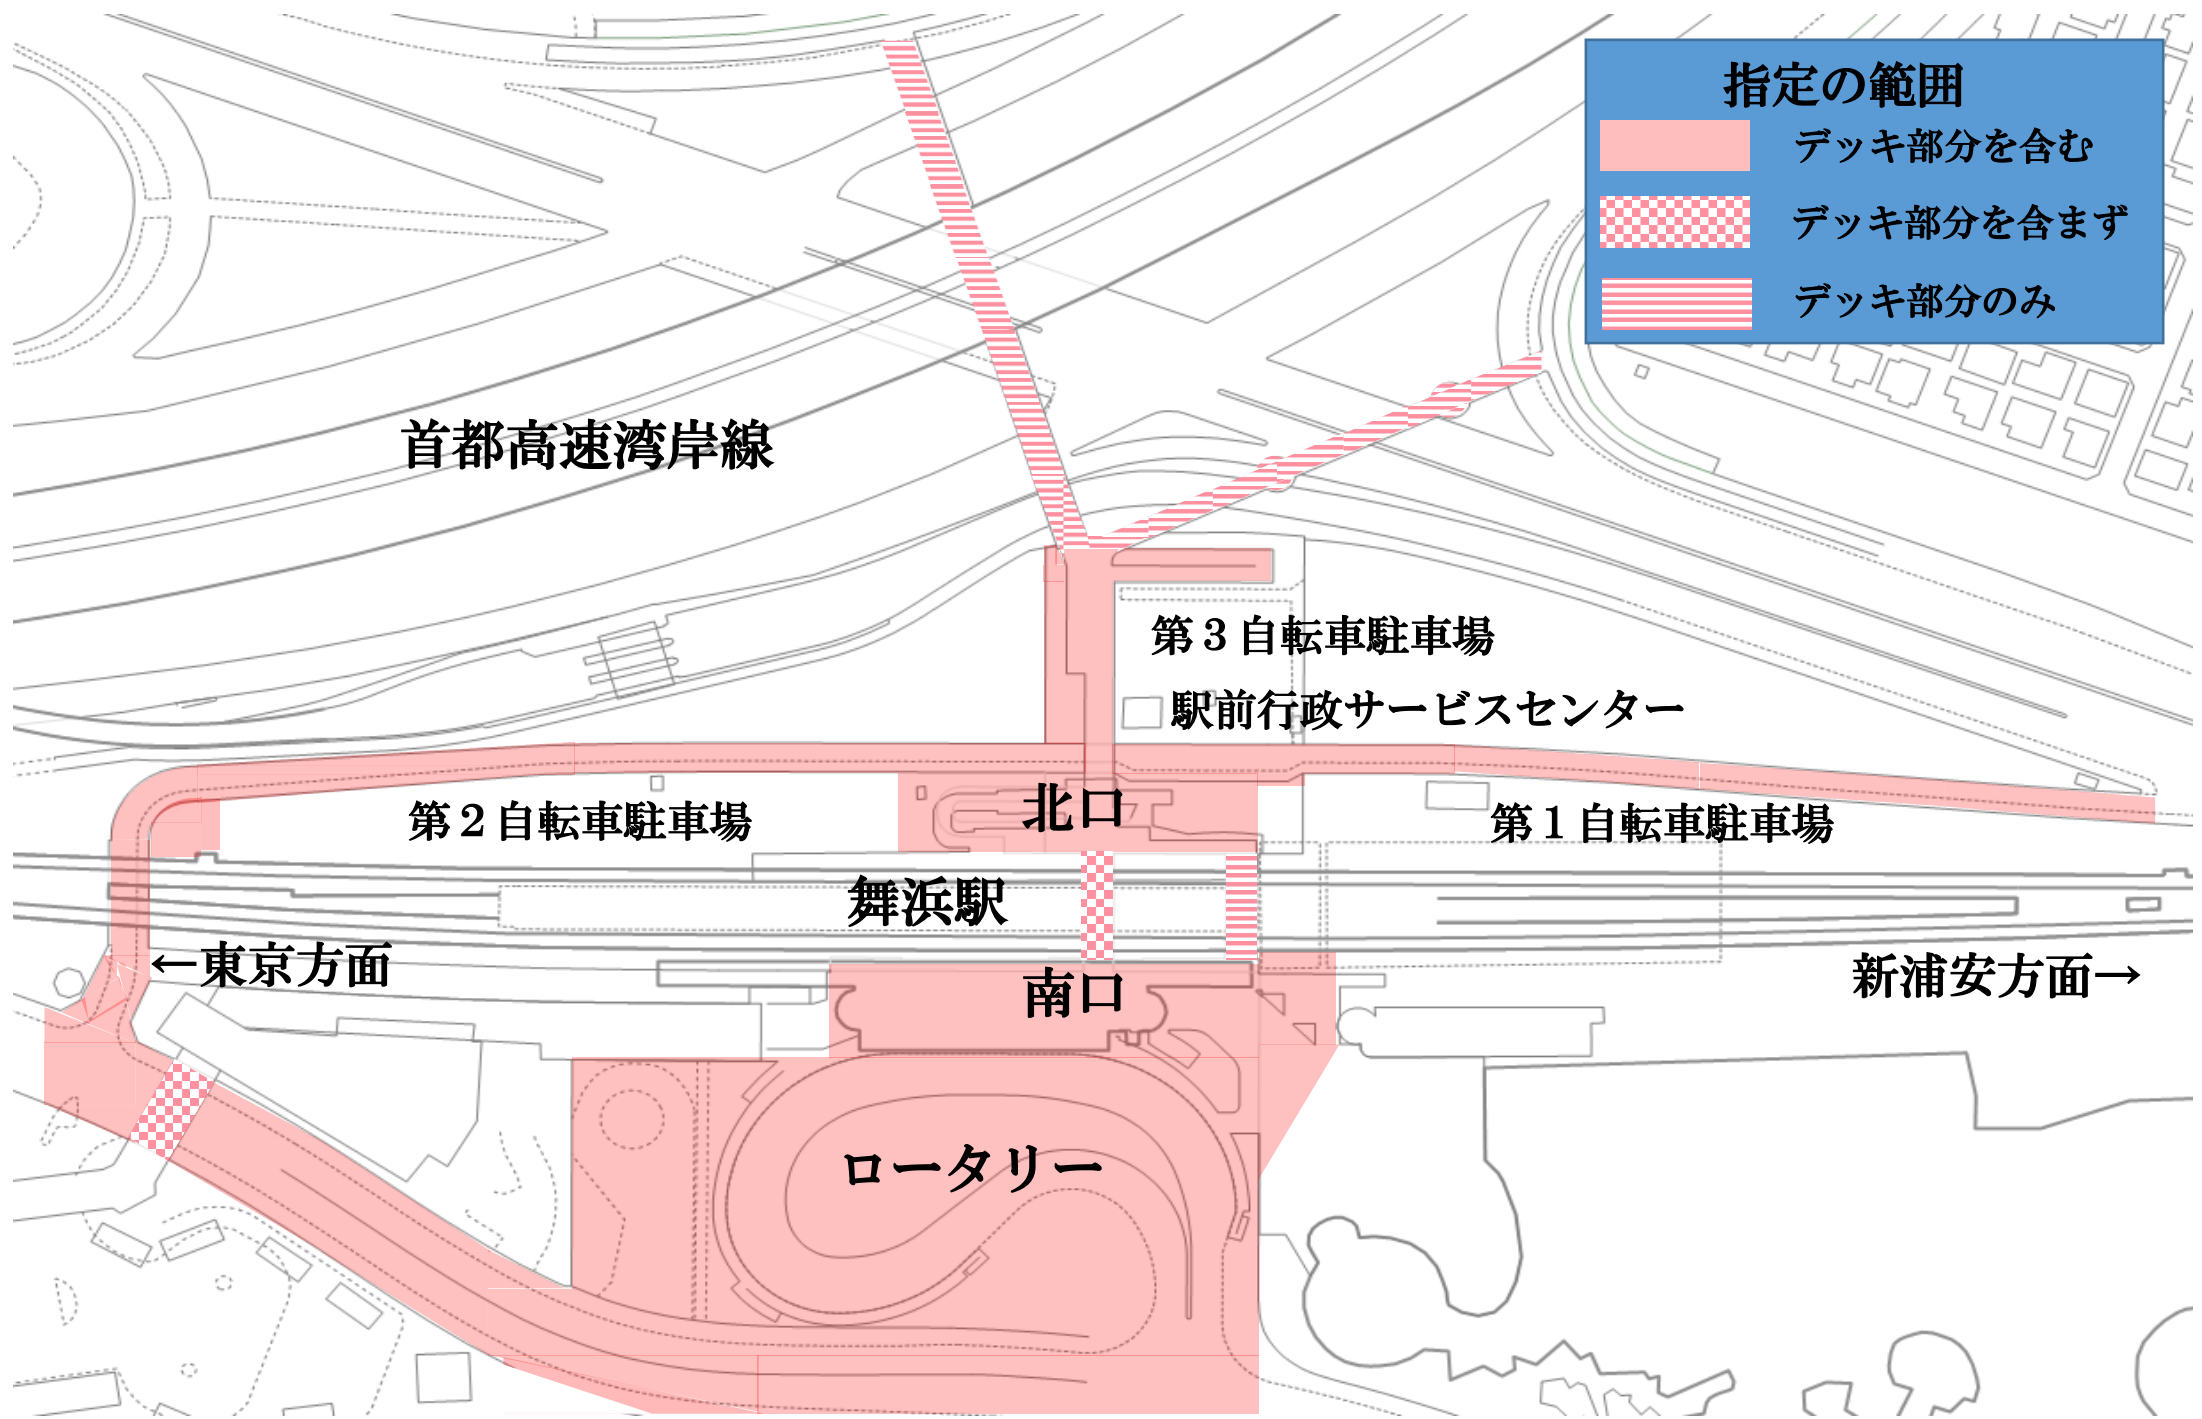 指定の範囲
デッキ部分を含む
デッキ部分を含まず
デッキ部分のみ
首都高速湾岸線
第３自転車駐車場
駅前行政サービスセンター
北口
第２自転車駐車場
第１自転車駐車場
舞浜駅
←東京方面
新浦安方面→
南口
ロータリー